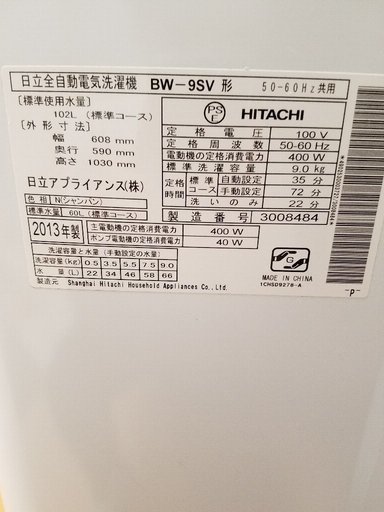 日立全自動電気洗濯機 BW-9SV 形 50-60Hz共用
[標準使用水量]
102L (標準コース)
[外形寸法]
幅 608 mm
奥行 590 mm
高さ 1030 mm
日立アプライアンス(株)
色柾 N(シャンパン)
標準水量 60L (標準コース)
2013年製
主電動機の定格消費電力 400 W
ポンプ電動機の定格消費電力 40 W
PS E HITACHI
定格電圧 100 V
定格周波数 50-60 Hz
電動機の定格消費電力 400 W
標準洗濯容量 9.0 kg
定格時間 標準コース 自動設定 35 分
手動設定 72 分
洗いのみ 22 分
製造番号 3008484
洗濯容量と水量 (手動設定の水量)
洗濯容量(kg) 0.5 3.5 5.5 7.5 9.0
水量(L) 22 34 46 58 66
製造元 Shanghai Hitachi Household Appliances Co.,Ltd.
G
MADE IN CHINA
1CHSD9278-A
-P-